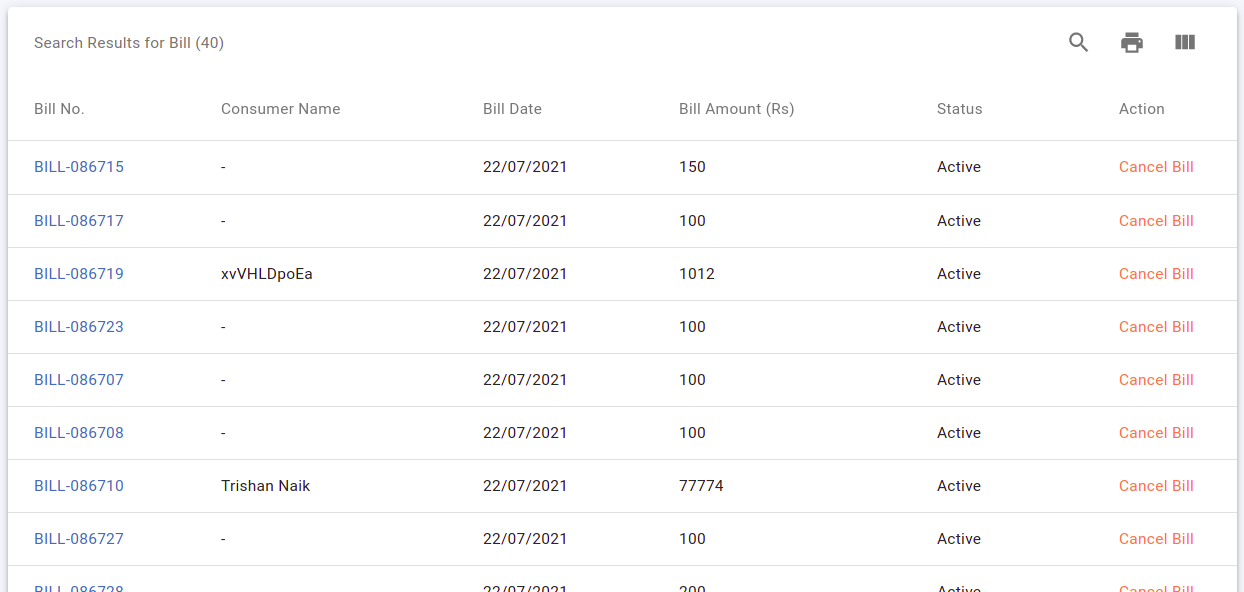 Search Results for Bill (40)
Bill No. Consumer Name Bill Date Bill Amount (Rs) Status Action
BILL-086715 - 22/07/2021 150 Active Cancel Bill
BILL-086717 - 22/07/2021 100 Active Cancel Bill
BILL-086719 xvVHLDpoEa 22/07/2021 1012 Active Cancel Bill
BILL-086723 - 22/07/2021 100 Active Cancel Bill
BILL-086707 - 22/07/2021 100 Active Cancel Bill
BILL-086708 - 22/07/2021 100 Active Cancel Bill
BILL-086710 Trishan Naik 22/07/2021 77774 Active Cancel Bill
BILL-086727 - 22/07/2021 100 Active Cancel Bill
BILL-086728 22/07/2021 200 Active Cancel Bill